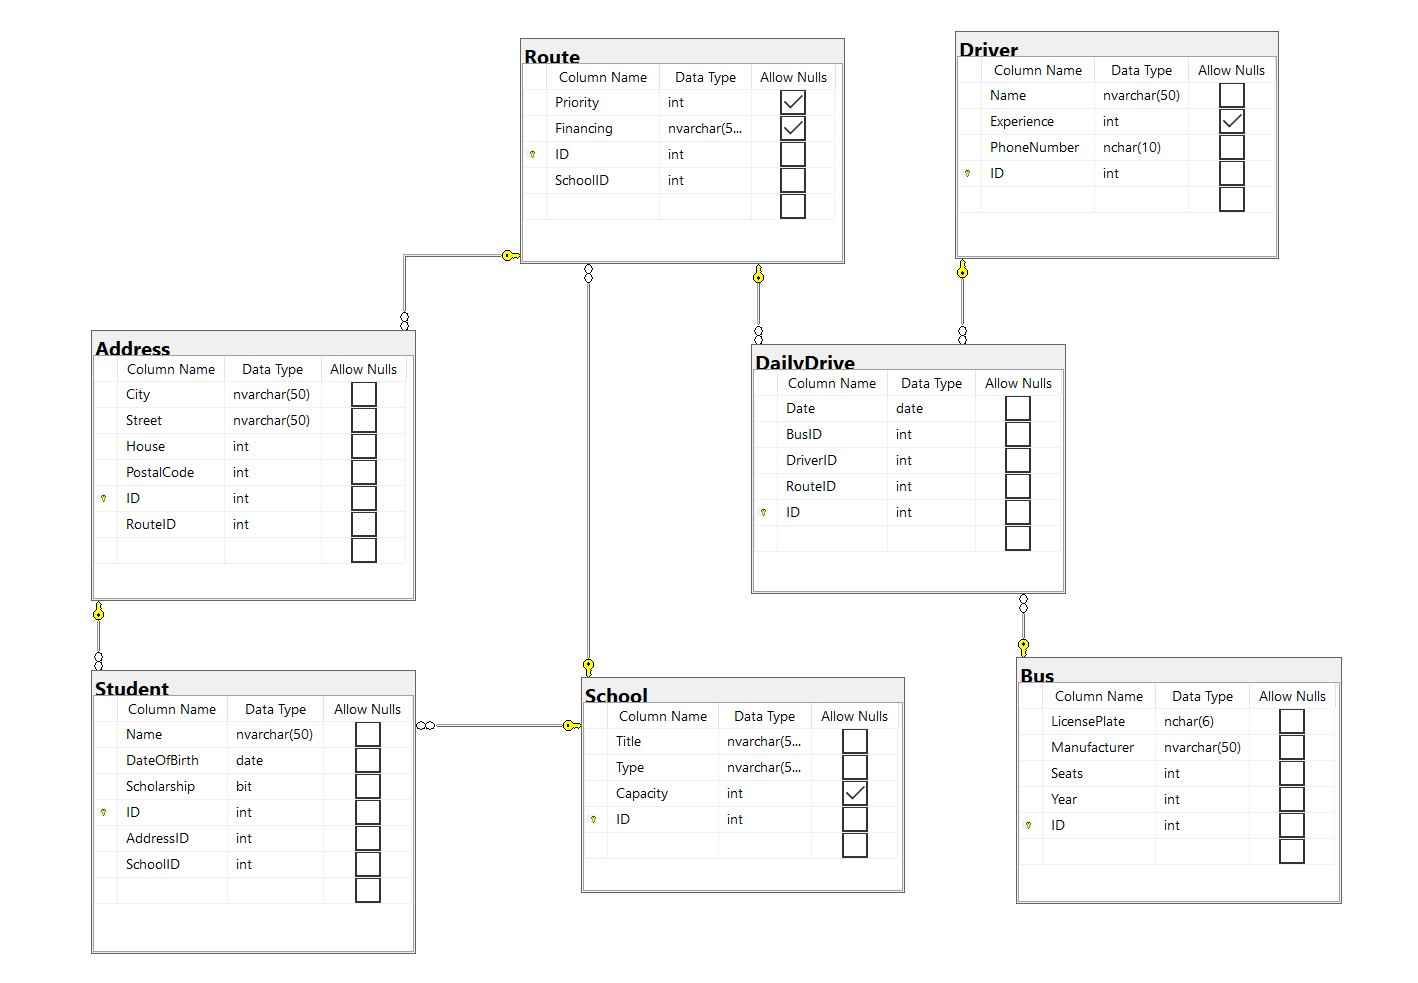 Route
Column Name Data Type Allow Nulls
Priority int
Financing nvarchar(5...
ID int
SchoolID int
Driver
Column Name Data Type Allow Nulls
Name nvarchar(50)
Experience int
PhoneNumber nchar(10)
ID int
Address
Column Name Data Type Allow Nulls
City nvarchar(50)
Street nvarchar(50)
House int
PostalCode int
ID int
RouteID int
DailyDrive
Column Name Data Type Allow Nulls
Date date
BusID int
DriverID int
RouteID int
ID int
Student
Column Name Data Type Allow Nulls
Name nvarchar(50)
DateOfBirth date
Scholarship bit
ID int
AddressID int
SchoolID int
School
Column Name Data Type Allow Nulls
Title nvarchar(5...
Type nvarchar(5...
Capacity int
ID int
Bus
Column Name Data Type Allow Nulls
LicensePlate nchar(6)
Manufacturer nvarchar(50)
Seats int
Year int
ID int